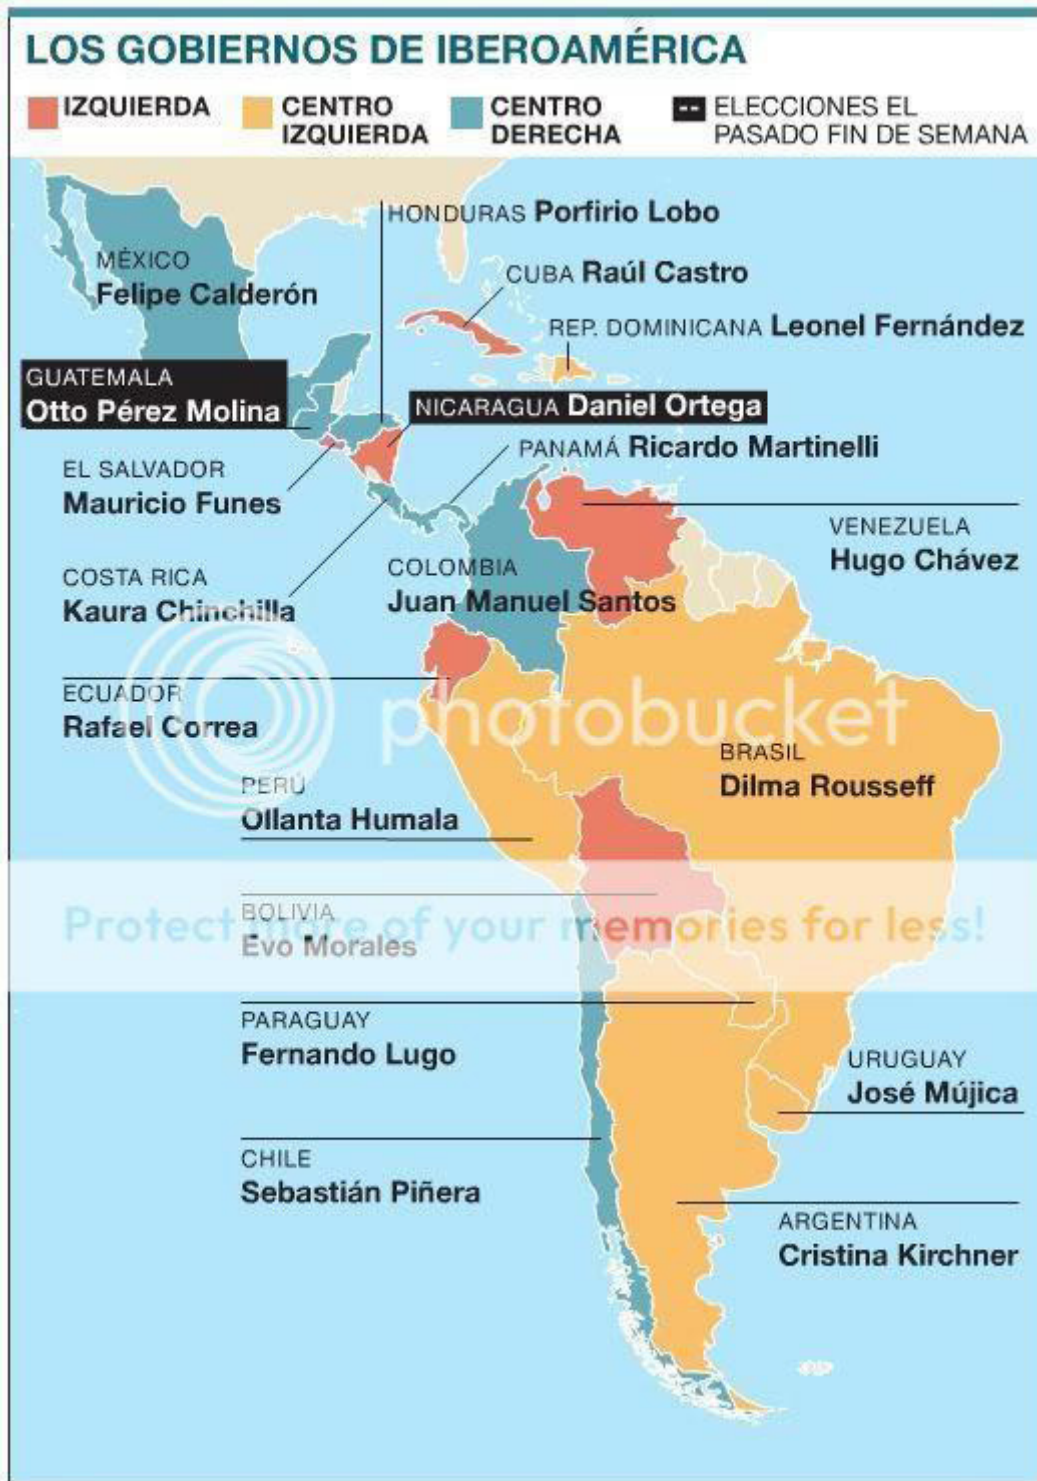 LOS GOBIERNOS DE IBEROAMÉRICA
IZQUIERDA
CENTRO
IZQUIERDA
CENTRO
DERECHA
ELECCIONES EL
PASADO FIN DE SEMANA
HONDURAS Porfirio Lobo
MÉXICO
Felipe Calderón
CUBA Raúl Castro
REP. DOMINICANA Leonel Fernández
GUATEMALA
Otto Pérez Molina
NICARAGUA Daniel Ortega
PANAMÁ Ricardo Martinelli
EL SALVADOR
Mauricio Funes
VENEZUELA
Hugo Chávez
COSTA RICA
Kaura Chinchilla
COLOMBIA
Juan Manuel Santos
ECUADOR
Rafael Correa
photobucket
BRASIL
Dilma Rousseff
PERÚ
Ollanta Humala
Protect more of your memories for less!
BOLIVIA
Evo Morales
PARAGUAY
Fernando Lugo
URUGUAY
José Mújica
CHILE
Sebastián Piñera
ARGENTINA
Cristina Kirchner